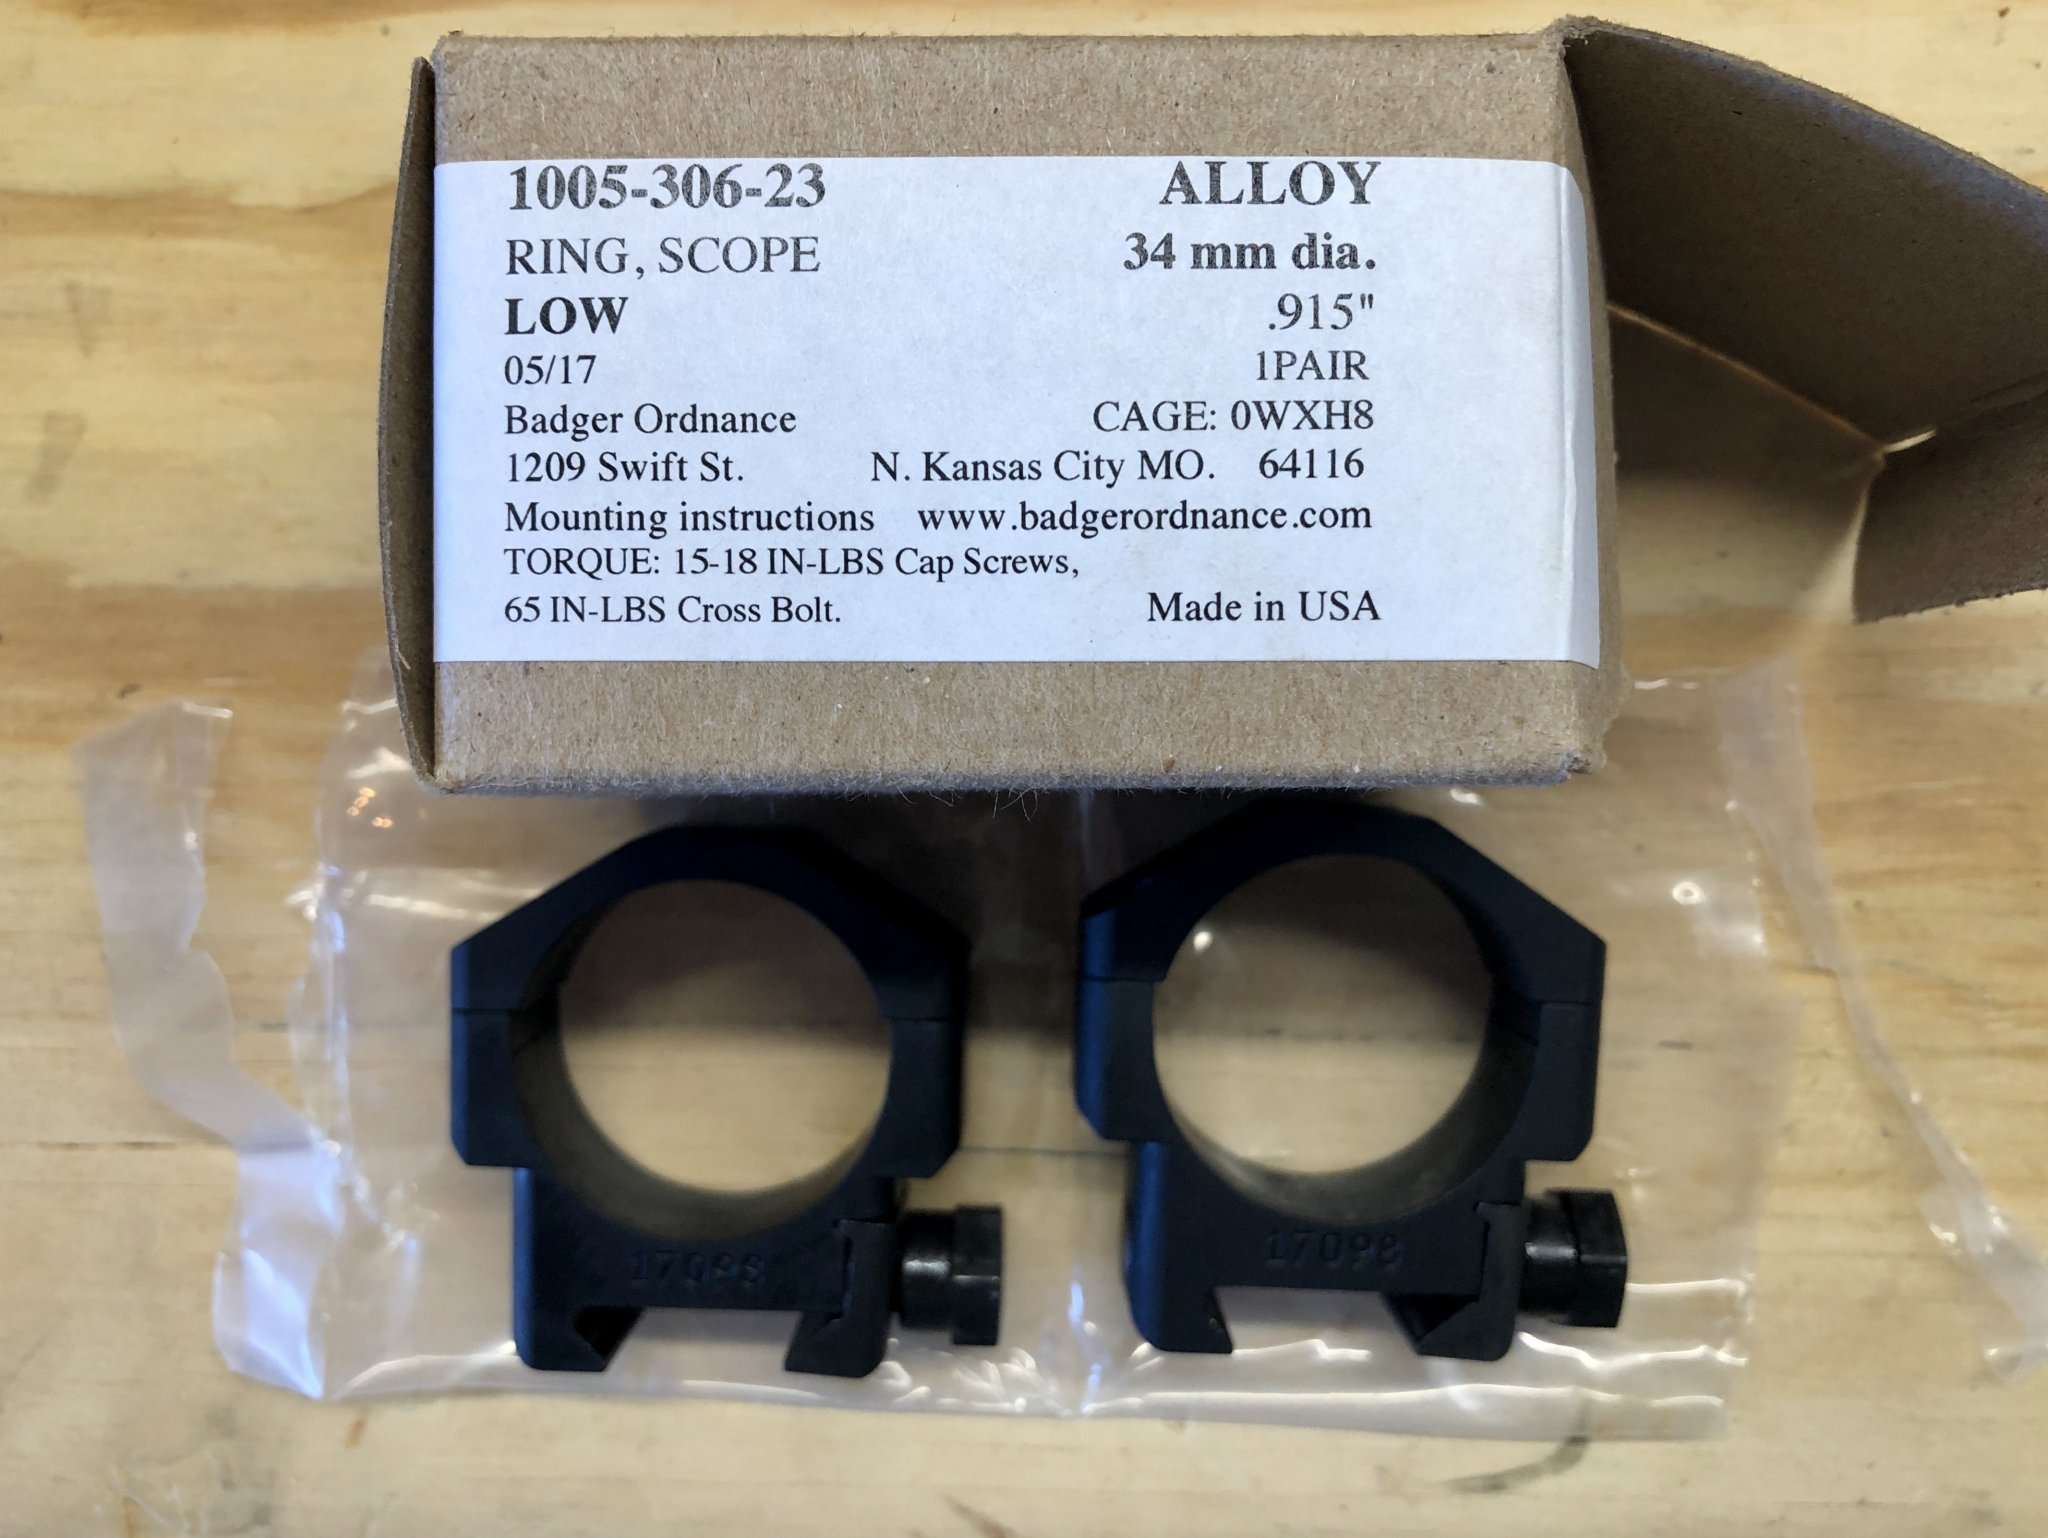 1005-306-23 ALLOY
RING, SCOPE 34 mm dia.
LOW .915"
05/17 1PAIR
Badger Ordnance CAGE: 0WXH8
1209 Swift St. N. Kansas City MO. 64116
Mounting instructions www.badgerordnance.com
TORQUE: 15-18 IN-LBS Cap Screws,
65 IN-LBS Cross Bolt. Made in USA
17098 17098